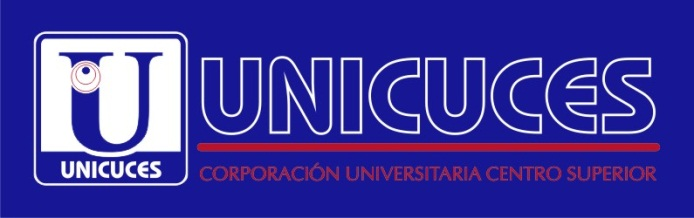 U
UNICUCES
UNICUCES
CORPORACIÓN UNIVERSITARIA CENTRO SUPERIOR